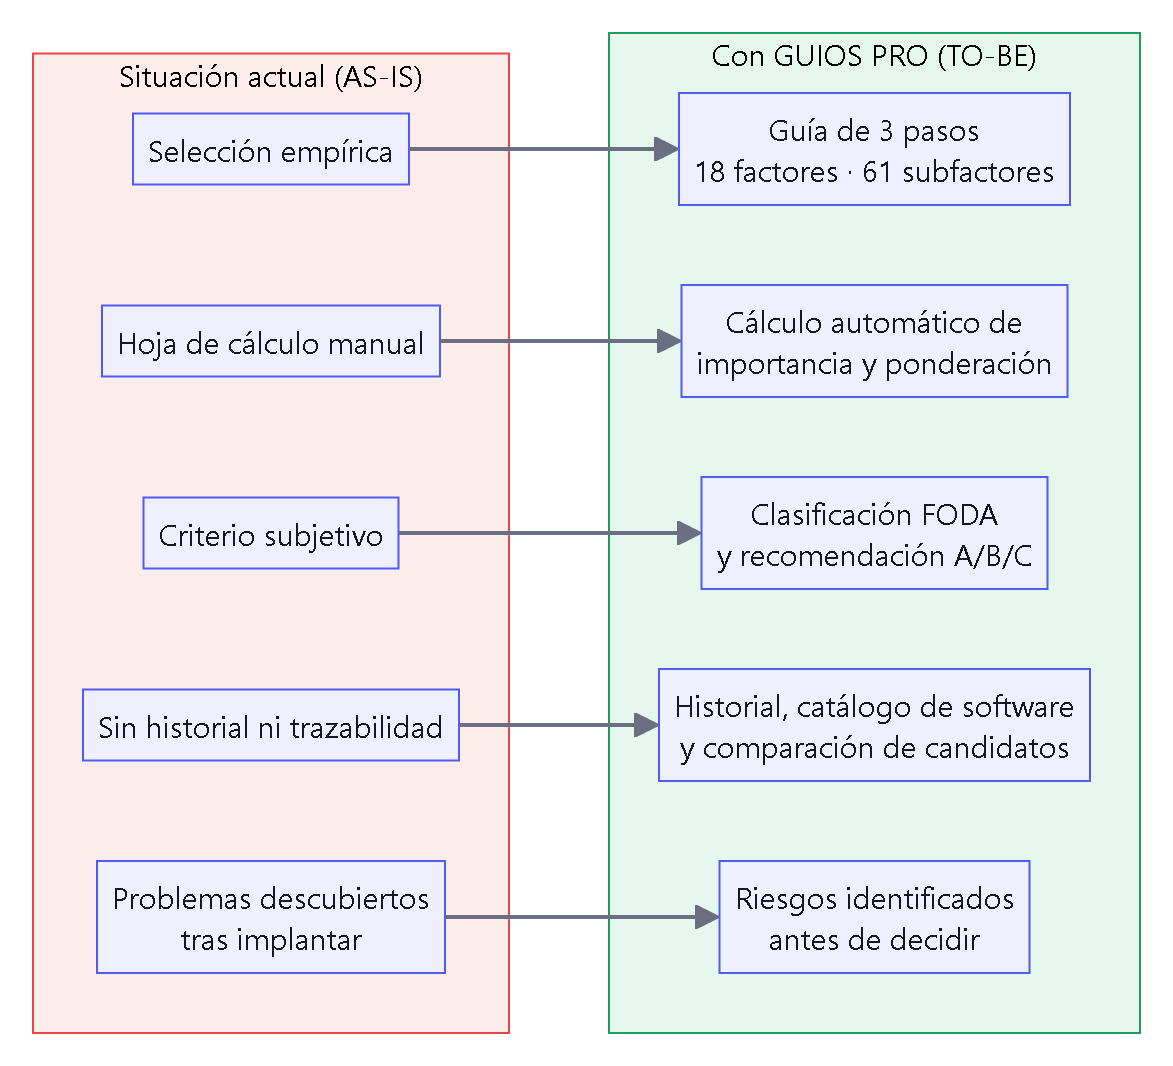 Situación actual (AS-IS)
Selección empírica
Hoja de cálculo manual
Criterio subjetivo
Sin historial ni trazabilidad
Problemas descubiertos
tras implantar
Con GUIOS PRO (TO-BE)
Guía de 3 pasos
18 factores · 61 subfactores
Cálculo automático de
importancia y ponderación
Clasificación FODA
y recomendación A/B/C
Historial, catálogo de software
y comparación de candidatos
Riesgos identificados
antes de decidir